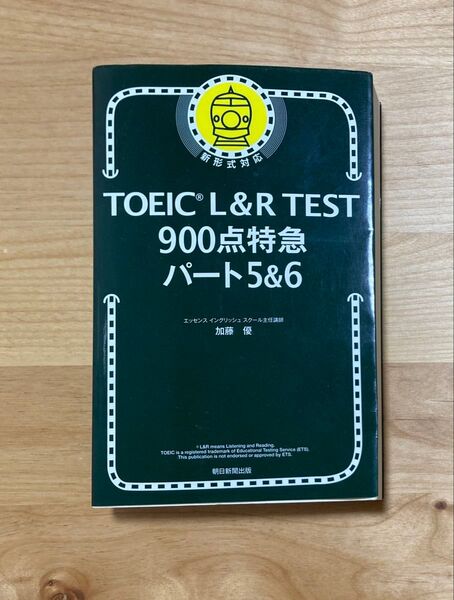 新形式対応
TOEIC® L&R TEST
900点特急
パート5&6
エッセンス イングリッシュ スクール主任講師
加藤 優
® L&R means Listening and Reading.
TOEIC is a registered trademark of Educational Testing Service (ETS).
This publication is not endorsed or approved by ETS.
朝日新聞出版